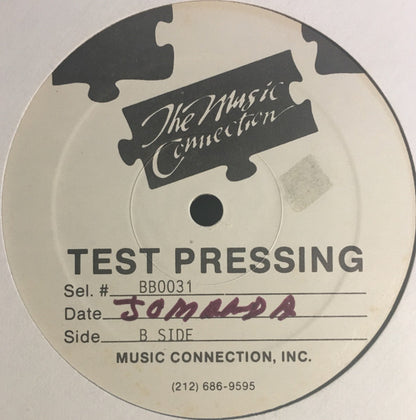 The Music
Connection
TEST PRESSING
Sel. # BB0031
Date JOMANDA
Side B SIDE
MUSIC CONNECTION, INC.
(212) 686-9595